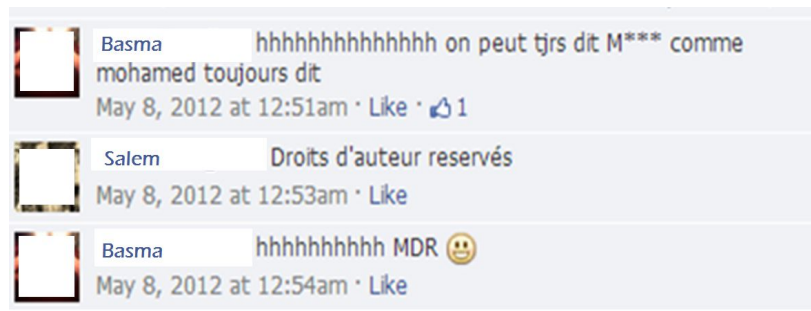 Basma hhhhhhhhhhhhhh on peut tjrs dit M*** comme
mohamed toujours dit
May 8, 2012 at 12:51am · Like · 1
Salem Droits d'auteur reservés
May 8, 2012 at 12:53am · Like
Basma hhhhhhhhhh MDR
May 8, 2012 at 12:54am · Like